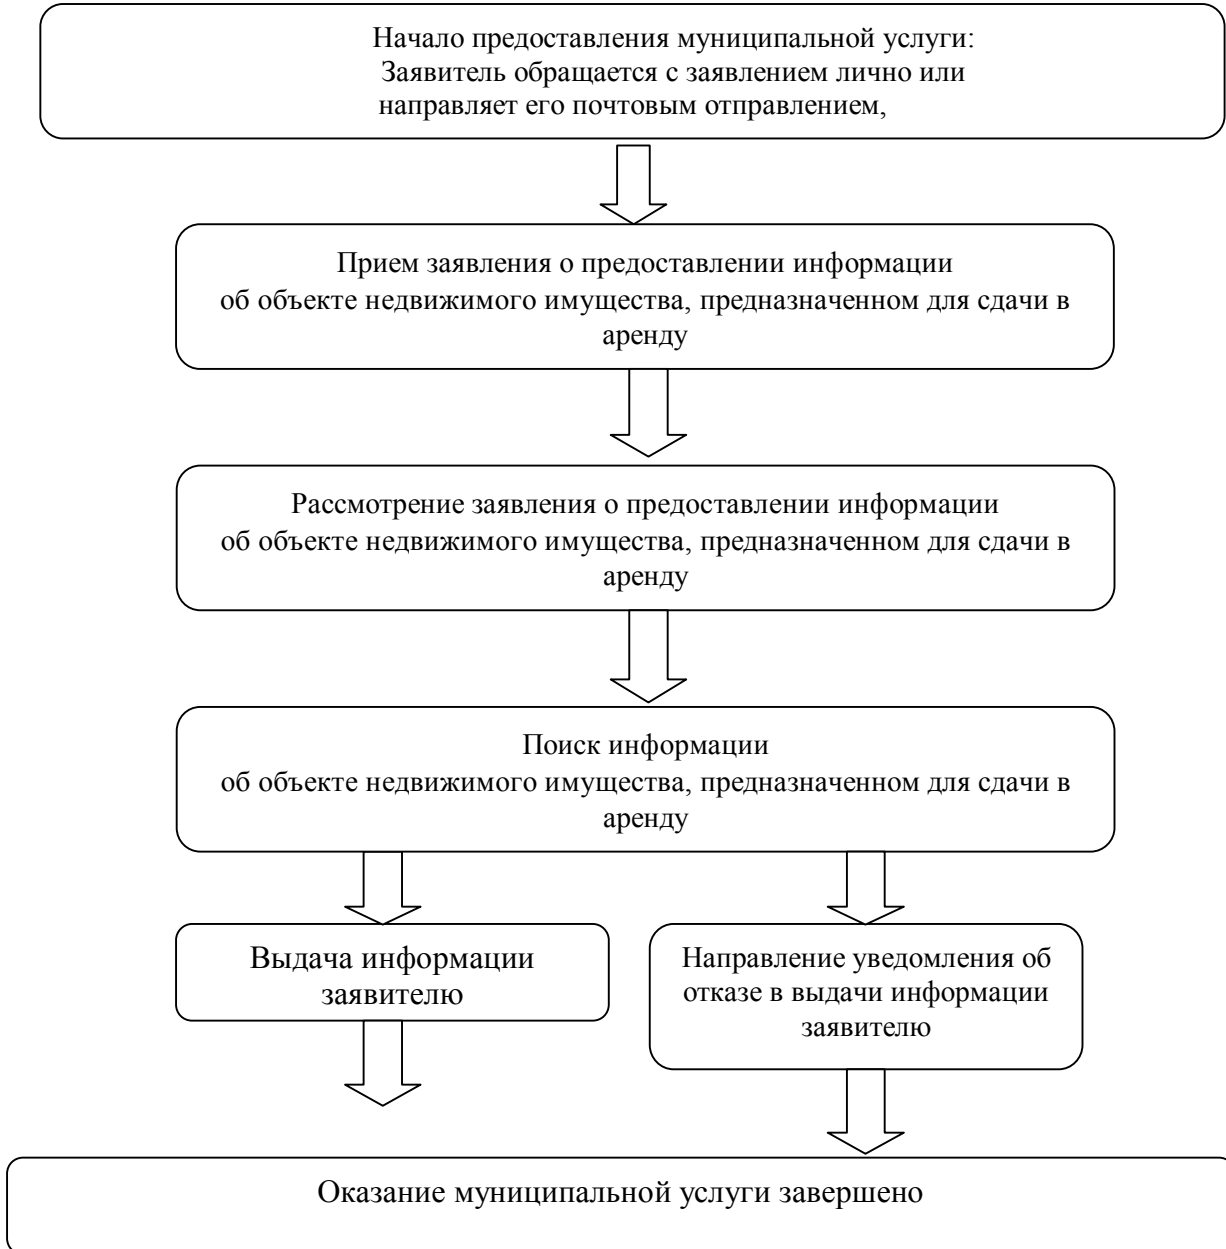 Начало предоставления муниципальной услуги:
Заявитель обращается с заявлением лично или
направляет его почтовым отправлением,
Прием заявления о предоставлении информации
об объекте недвижимого имущества, предназначенном для сдачи в
аренду
Рассмотрение заявления о предоставлении информации
об объекте недвижимого имущества, предназначенном для сдачи в
аренду
Поиск информации
об объекте недвижимого имущества, предназначенном для сдачи в
аренду
Выдача информации
заявителю
Направление уведомления об
отказе в выдачи информации
заявителю
Оказание муниципальной услуги завершено